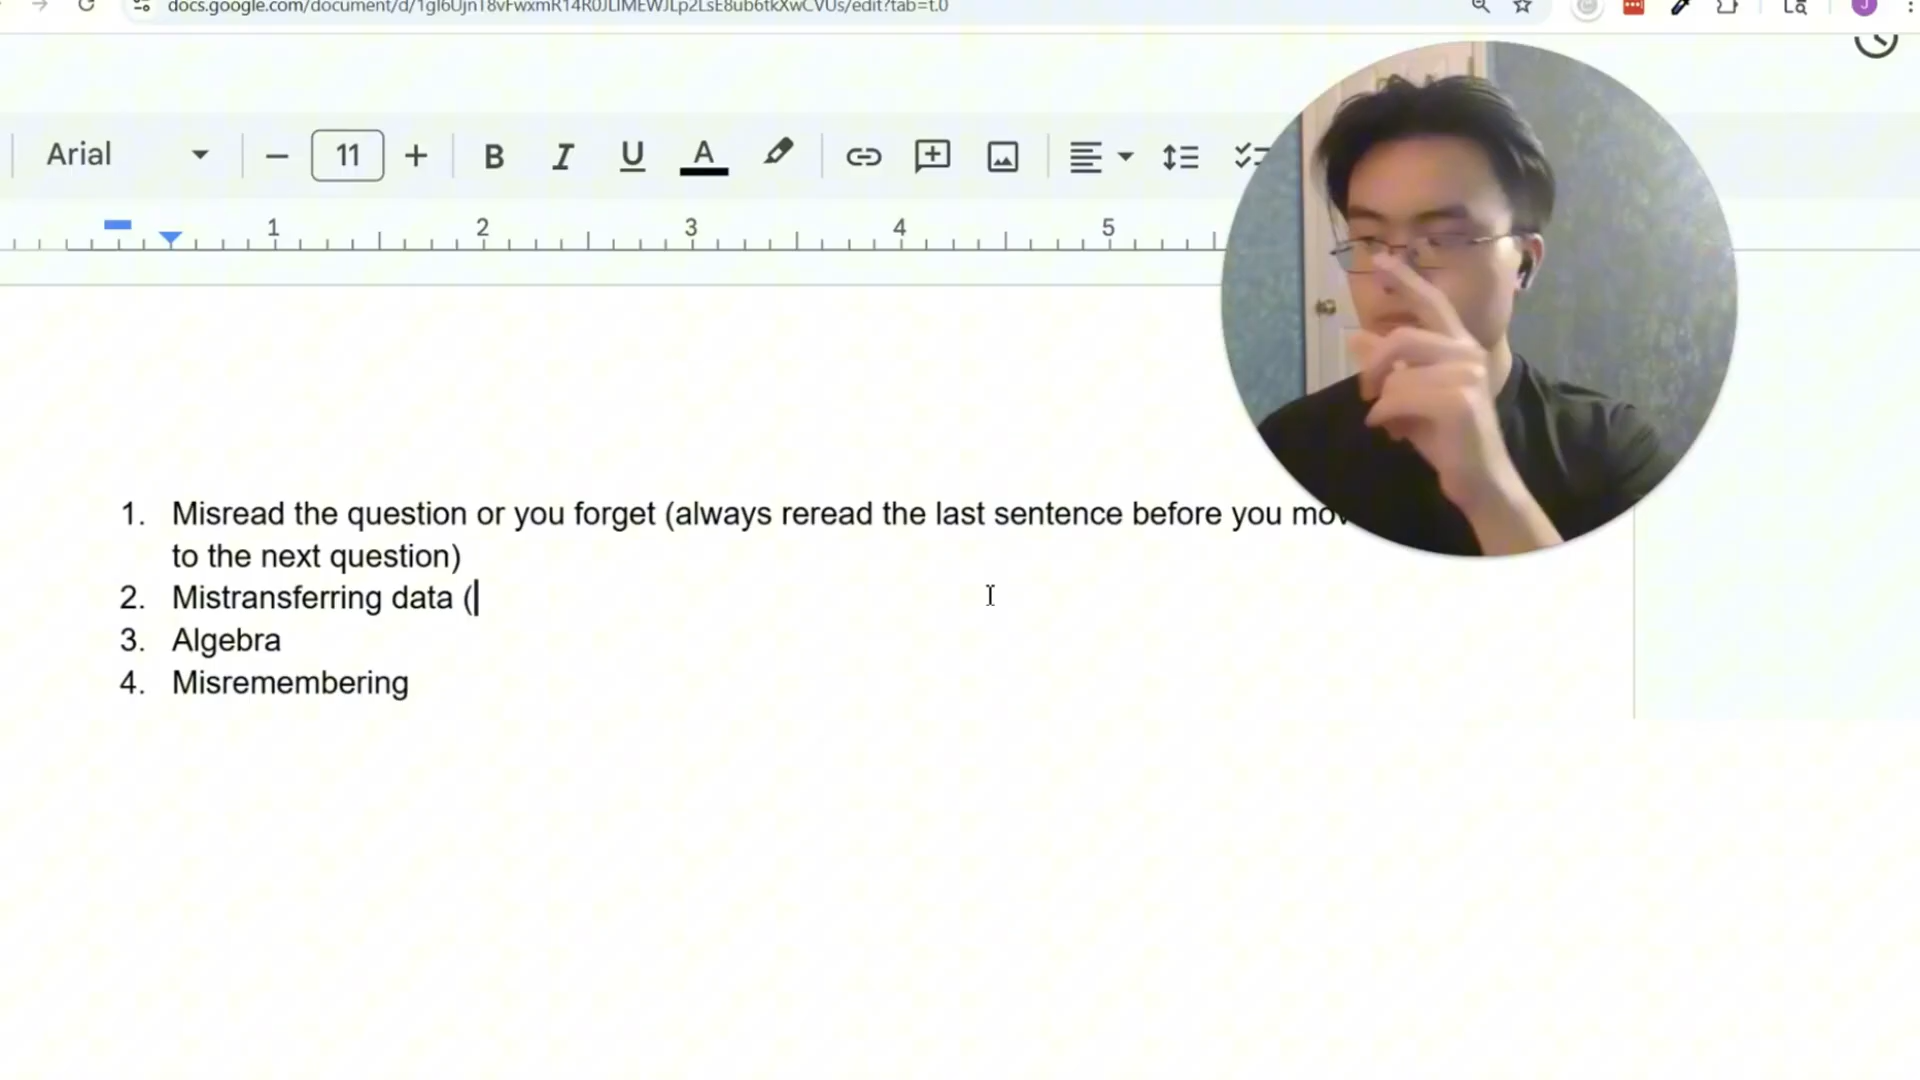 Arial
11
B
I
U
A
1
2
3
4
5
J
1. Misread the question or you forget (always reread the last sentence before you
to the next question)
2. Mistransferring data (
3. Algebra
4. Misremembering